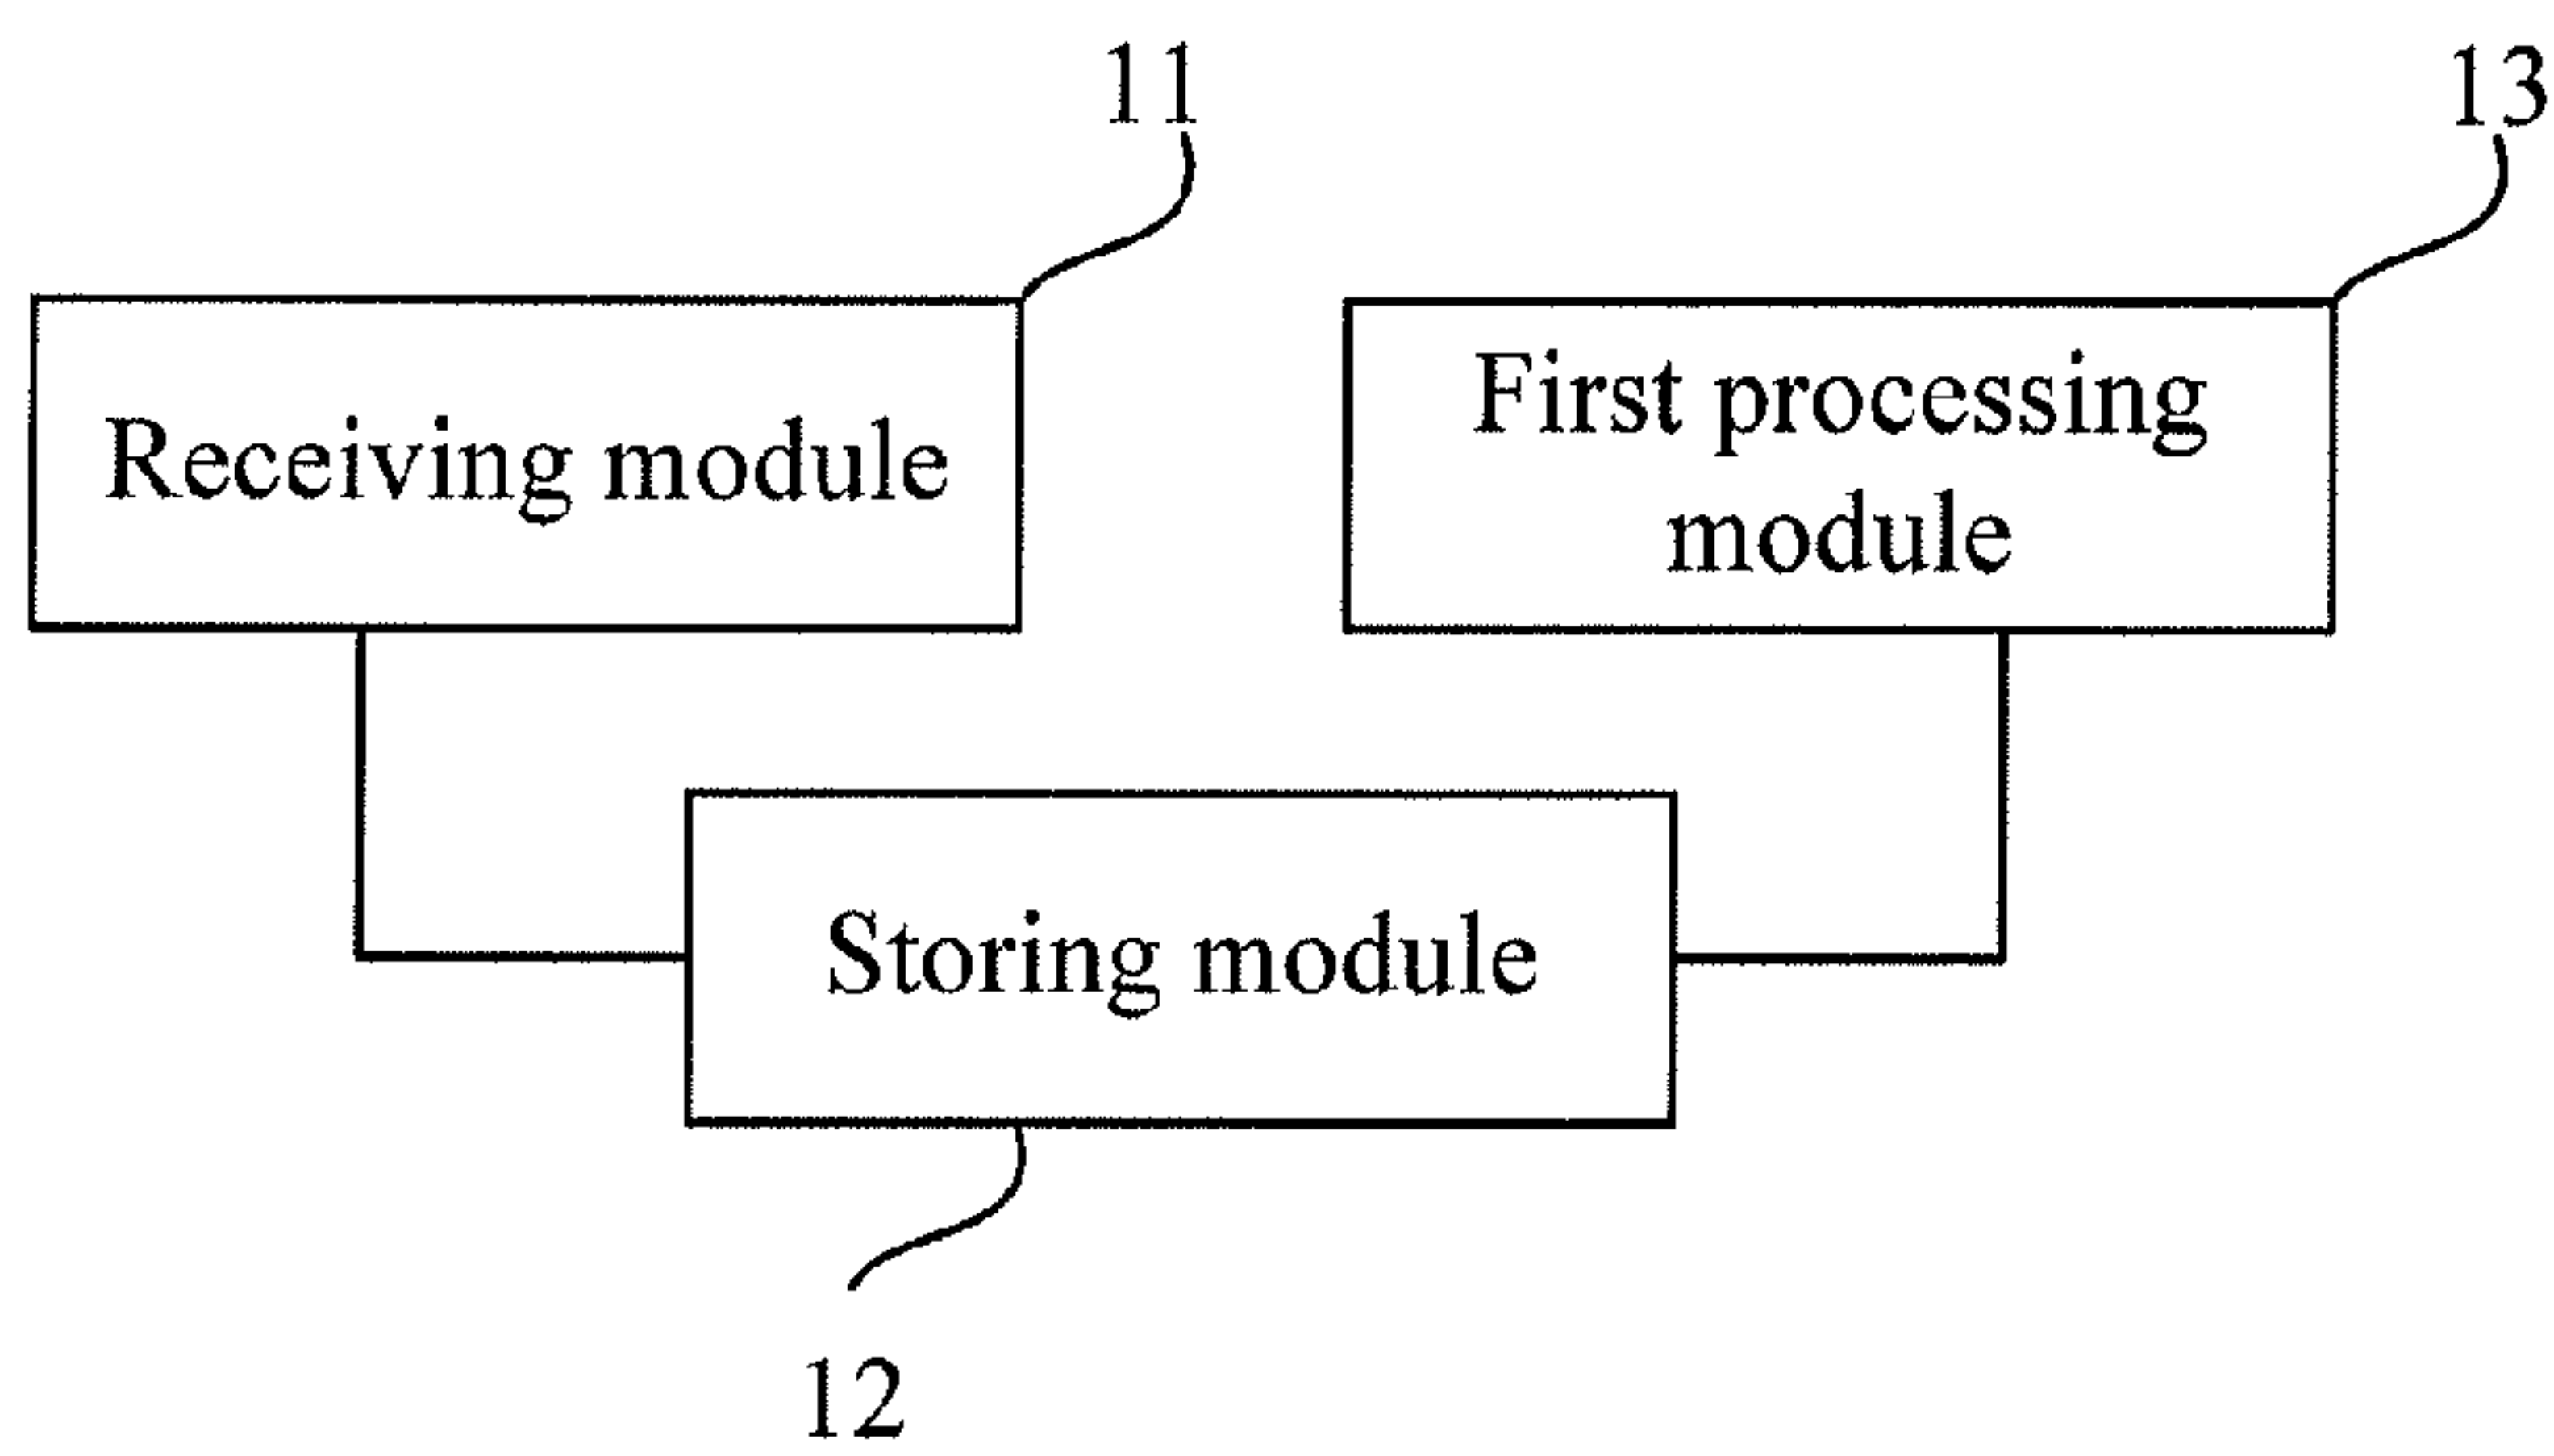 11
13
Receiving module
First processing
module
Storing module
12